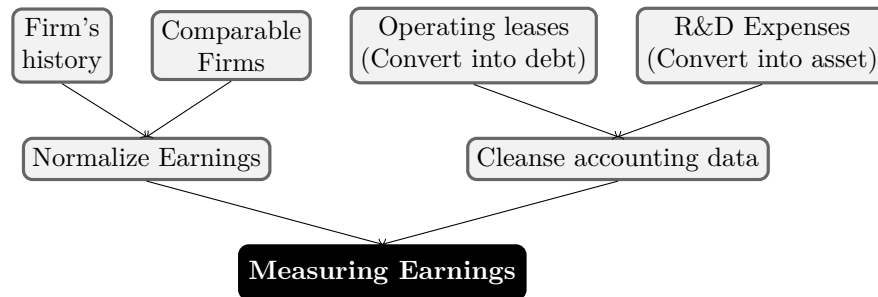 Firm's
history
Comparable
Firms
Operating leases
(Convert into debt)
R&D Expenses
(Convert into asset)
Normalize Earnings
Cleanse accounting data
Measuring Earnings